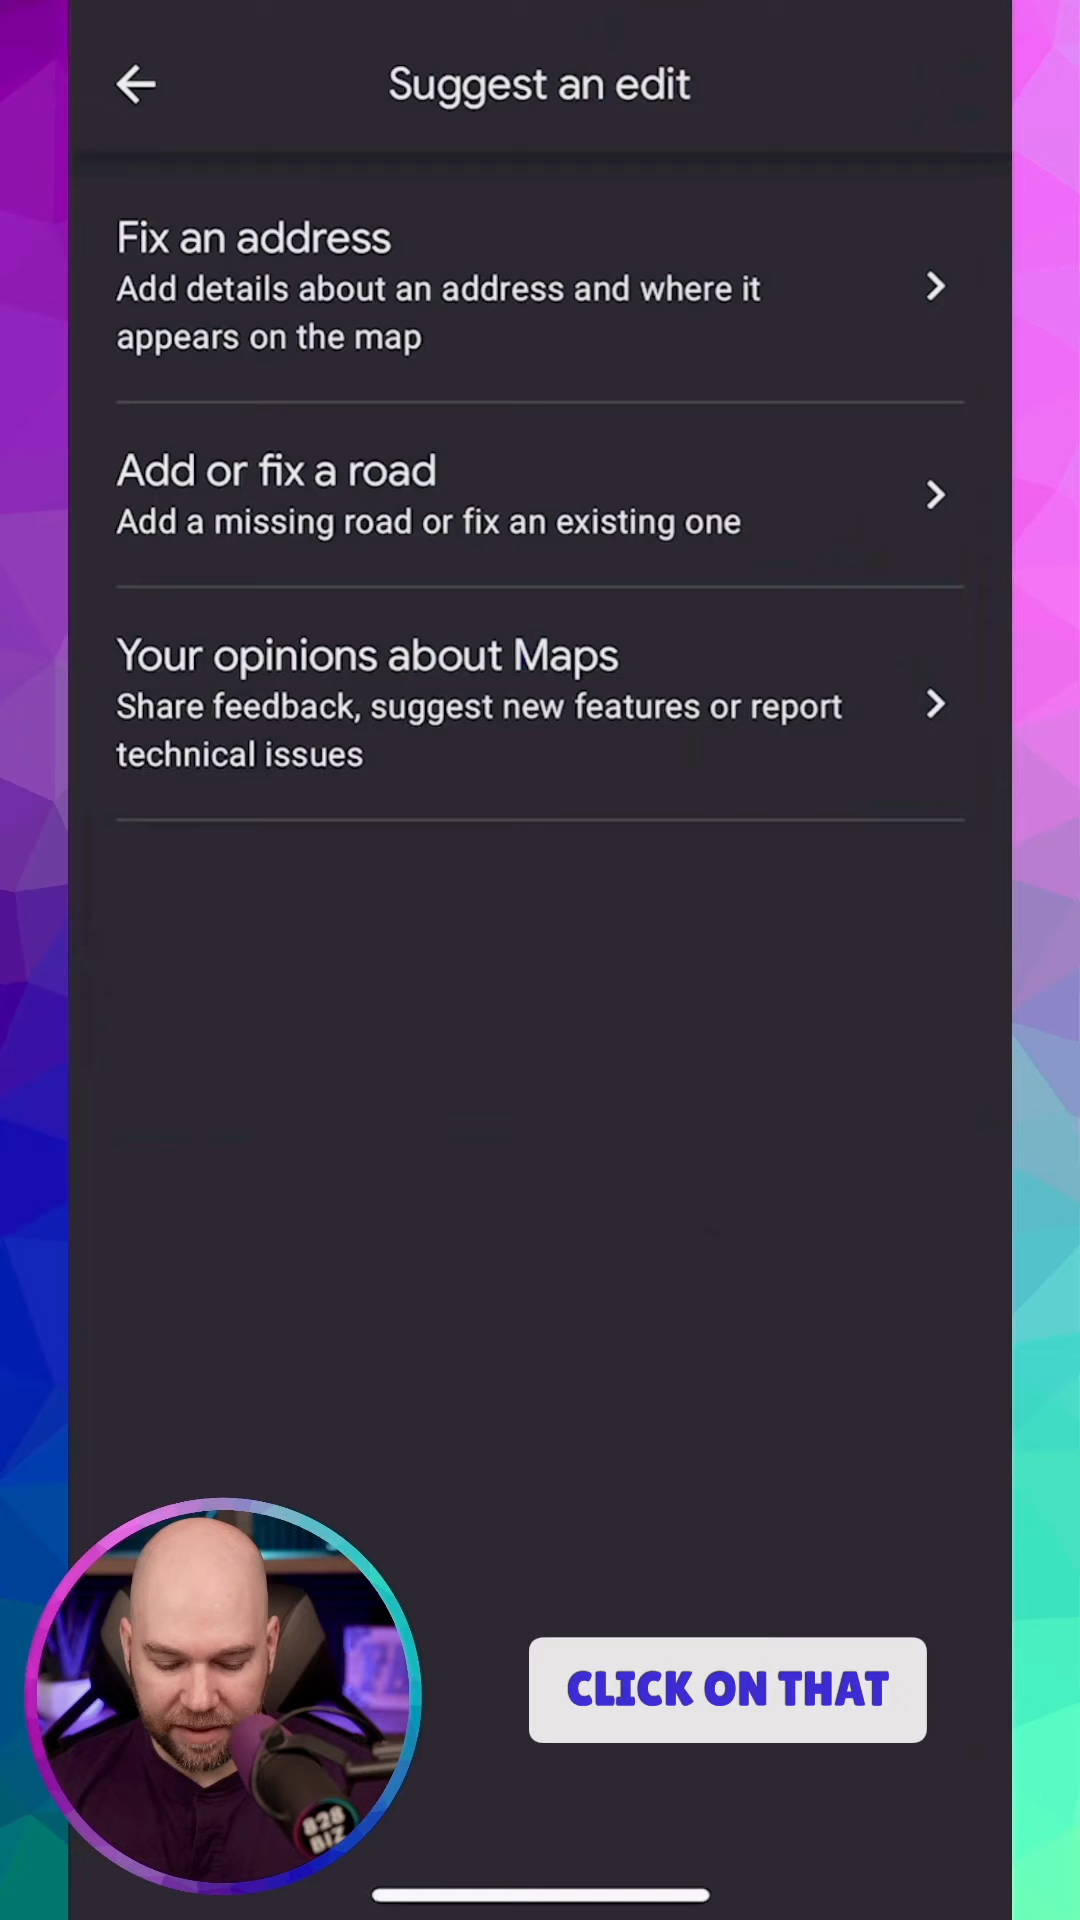 Suggest an edit
Fix an address
Add details about an address and where it
appears on the map
Add or fix a road
Add a missing road or fix an existing one
Your opinions about Maps
Share feedback, suggest new features or report
technical issues
CLICK ON THAT
828
BIZ